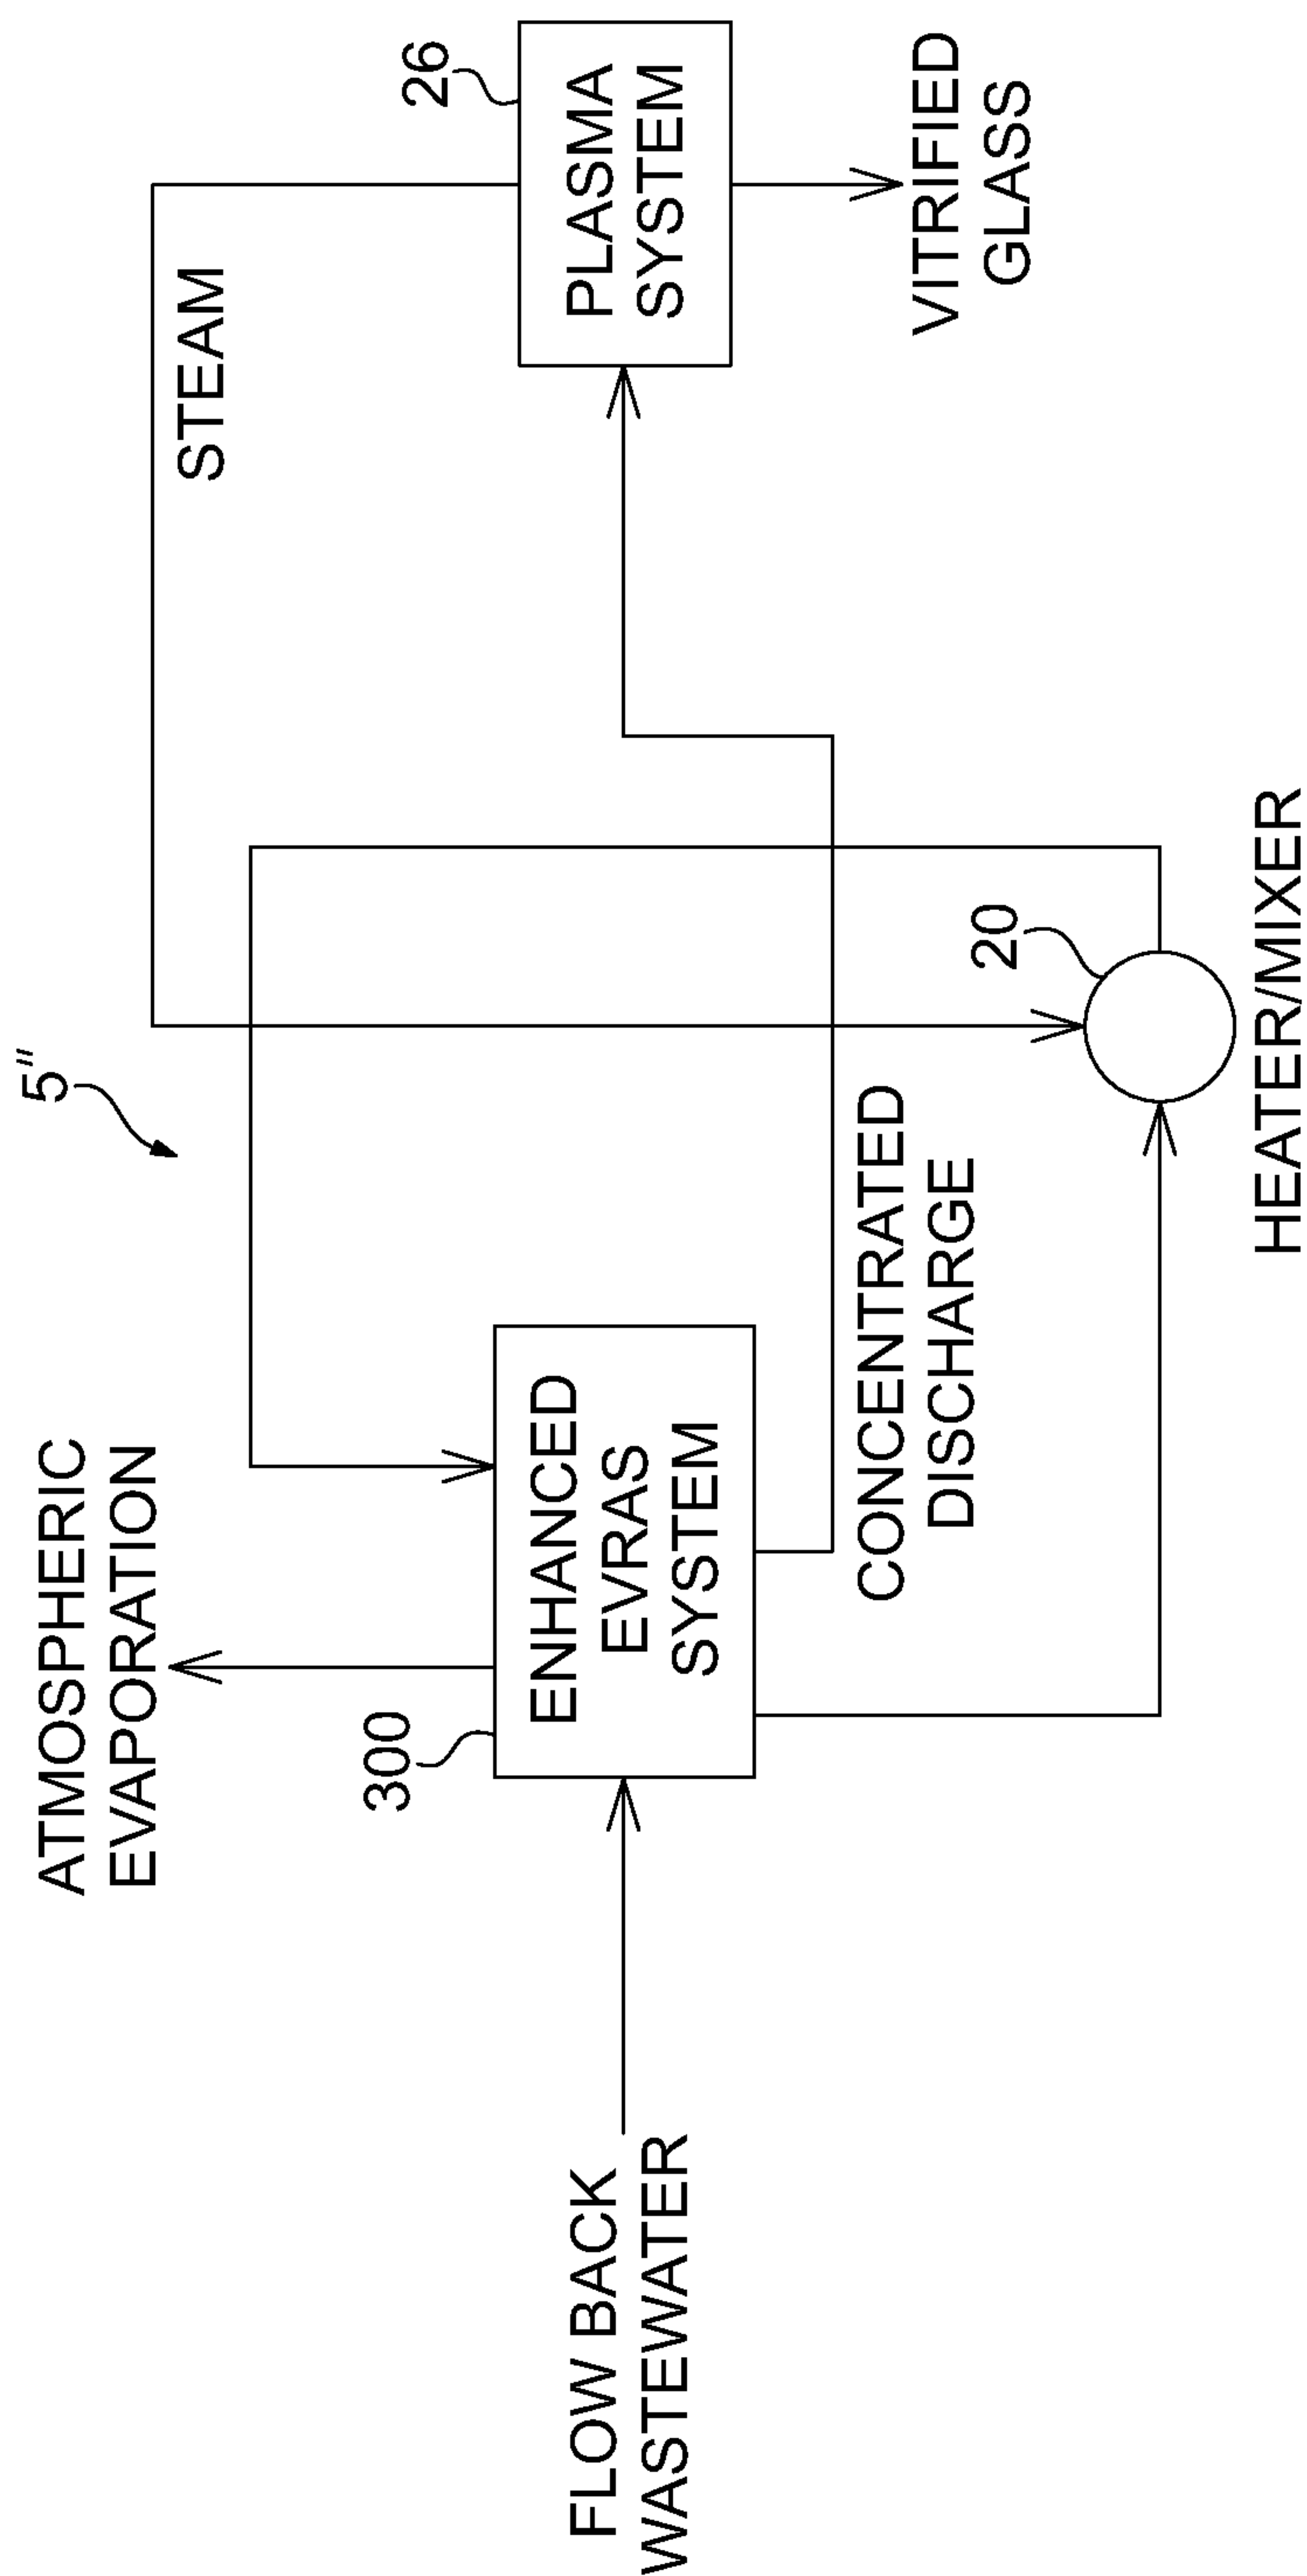 5"
ATMOSPHERIC
EVAPORATION
STEAM
300
ENHANCED
EVRAS
SYSTEM
26
PLASMA
SYSTEM
FLOW BACK
WASTEWATER
CONCENTRATED
DISCHARGE
20
VITRIFIED
GLASS
HEATER/MIXER